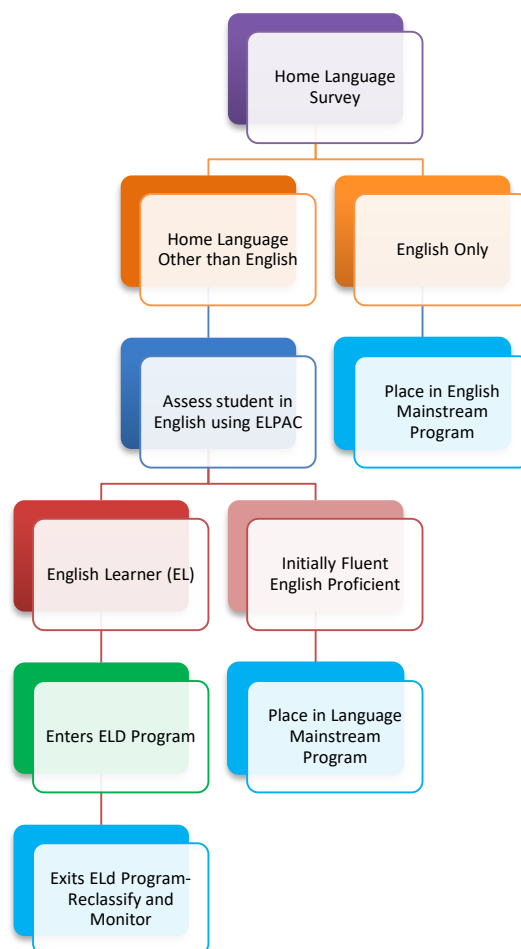 Home Language
Survey
Home Language
Other than English
English Only
Assess student in
English using ELPAC
Place in English
Mainstream
Program
English Learner (EL)
Initially Fluent
English Proficient
Enters ELD Program
Place in Language
Mainstream
Program
Exits ELd Program-
Reclassify and
Monitor